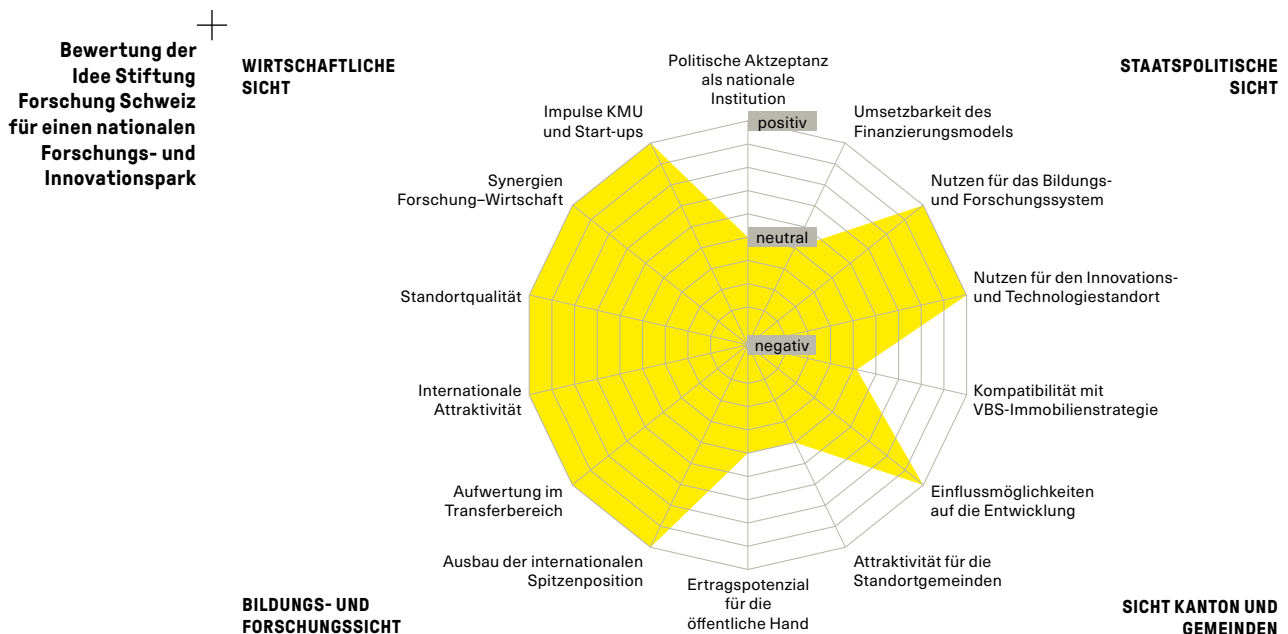 Bewertung der
Idee Stiftung
Forschung Schweiz
für einen nationalen
Forschungs- und
Innovationspark
WIRTSCHAFTLICHE
SICHT
STAATSPOLITISCHE
SICHT
Politische Aktzeptanz
als nationale
Institution
Umsetzbarkeit des
Finanzierungsmodels
Nutzen für das Bildungs-
und Forschungssystem
Nutzen für den Innovations-
und Technologiestandort
Kompatibilität mit
VBS-Immobilienstrategie
Einflussmöglichkeiten
auf die Entwicklung
Attraktivität für die
Standortgemeinden
Ertragspotenzial
für die
öffentliche Hand
Ausbau der internationalen
Spitzenposition
Aufwertung im
Transferbereich
Internationale
Attraktivität
Standortqualität
Synergien
Forschung–Wirtschaft
Impulse KMU
und Start-ups
positiv
neutral
negativ
BILDUNGS- UND
FORSCHUNGSSICHT
SICHT KANTON UND
GEMEINDEN